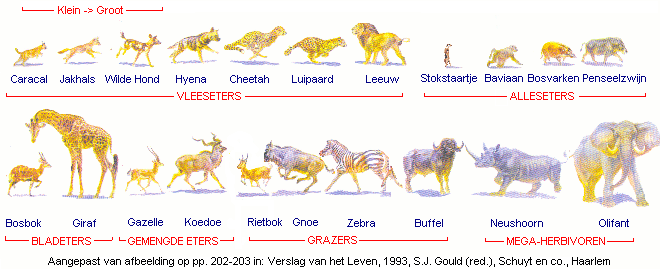 Klein -> Groot
Caracal Jakhals Wilde Hond Hyena Cheetah Luipaard Leeuw Stokstaartje Baviaan Bosvarken Penseelzwijn
VLEESETERS ALLESETERS
Bosbok Giraf Gazelle Koedoe Rietbok Gnoe Zebra Buffel Neushoorn Olifant
BLADETERS GEMENGDE ETERS GRAZERS MEGA-HERBIVOREN
Aangepast van afbeelding op pp. 202-203 in: Verslag van het Leven, 1993, S.J. Gould (red.), Schuyt en co., Haarlem